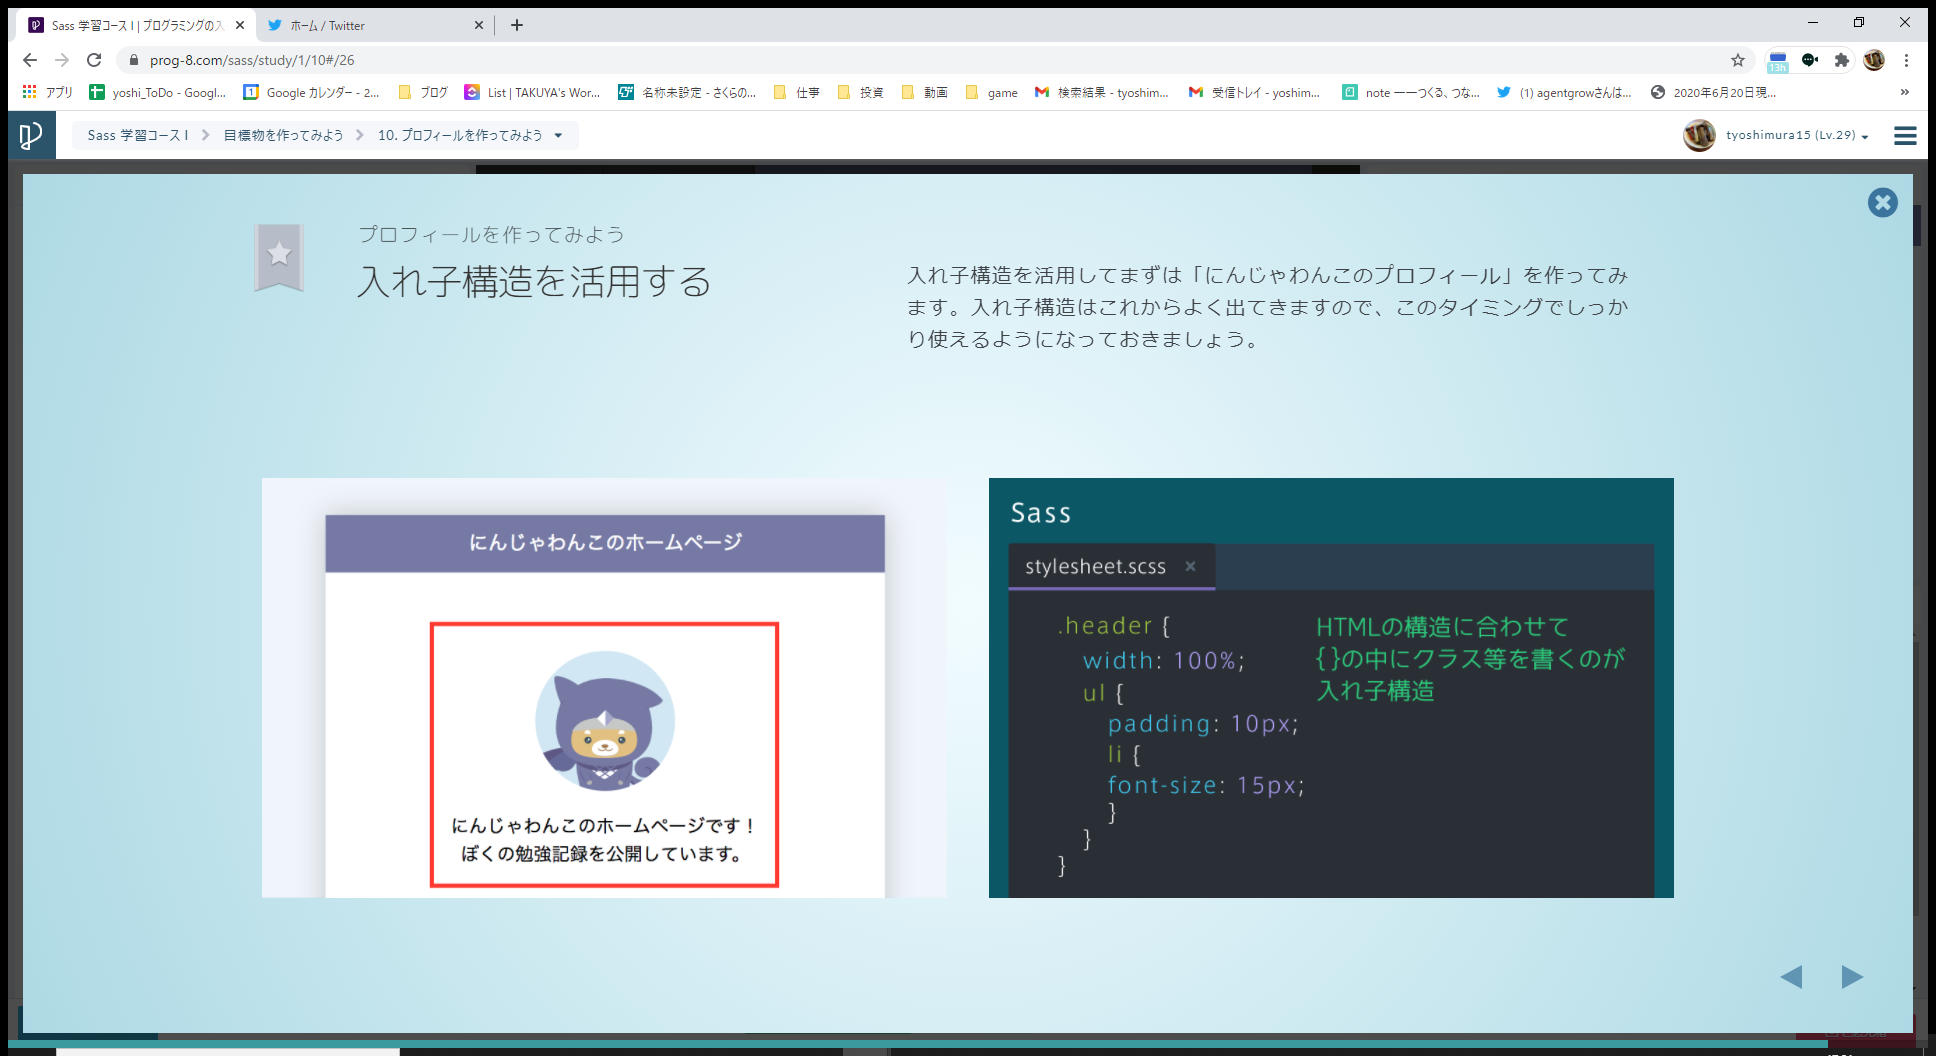 Sass 学習コース I | プログラミングの入
ホーム / Twitter
prog-8.com/sass/study/1/10#/26
13h
アプリ
yoshi_ToDo - Googl...
Google カレンダー - 2...
ブログ
List | TAKUYA's Wor...
名称未設定 - さくらの...
仕事
投資
動画
game
検索結果 - tyoshim...
受信トレイ - yoshim...
note ――つくる、つな...
(1) agentgrowさんは...
2020年6月20日現...
»
Sass 学習コース I
目標物を作ってみよう
10. プロフィールを作ってみよう
tyoshimura15 (Lv.29)
プロフィールを作ってみよう
入れ子構造を活用する
入れ子構造を活用してまずは「にんじゃわんこのプロフィール」を作ってみ
ます。入れ子構造はこれからよく出てきますので、このタイミングでしっか
り使えるようになっておきましょう。
にんじゃわんこのホームページ
にんじゃわんこのホームページです！
ぼくの勉強記録を公開しています。
Sass
stylesheet.scss ×
.header {
width: 100%;
ul {
padding: 10px;
li {
font-size: 15px;
}
}
}
HTMLの構造に合わせて
{ }の中にクラス等を書くのが
入れ子構造